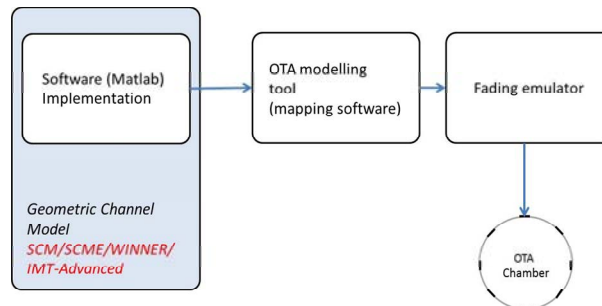 Software (Matlab)
Implementation
OTA modelling
tool
(mapping software)
Fading emulator
Geometric Channel
Model
SCM/SCME/WINNER/
IMT-Advanced
OTA
Chamber